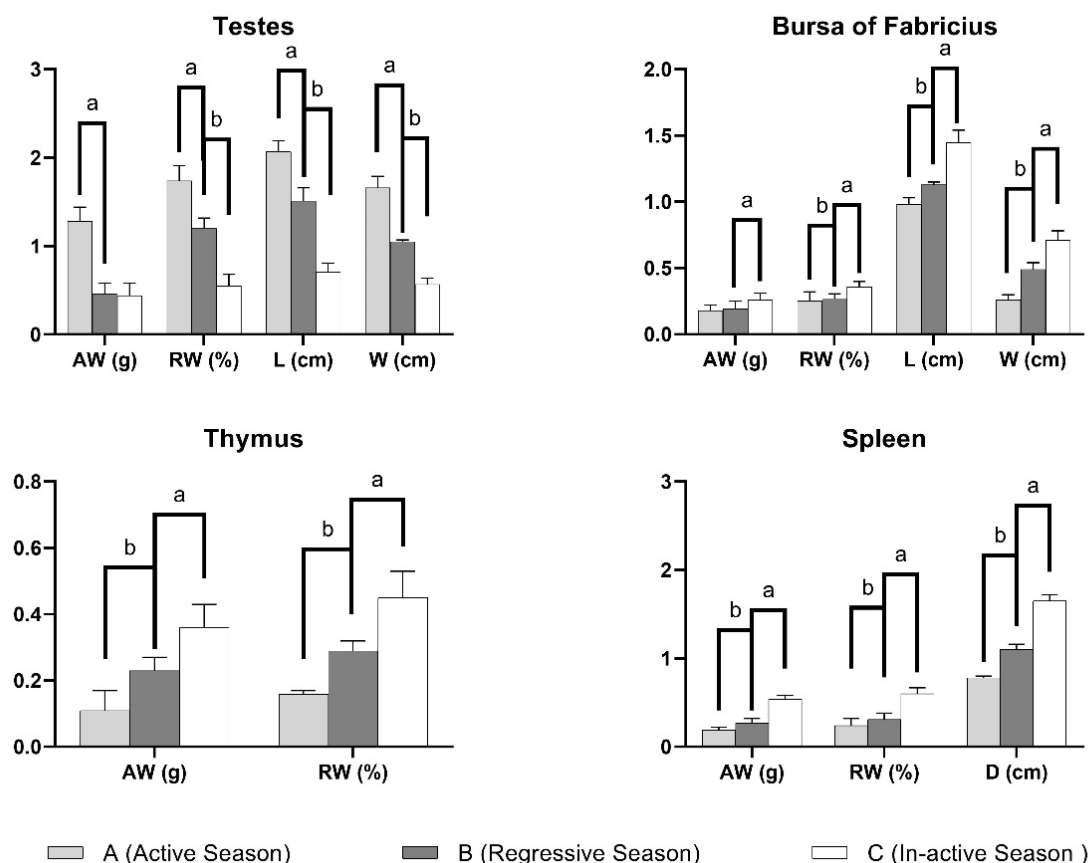 Testes
a
a
a
a
b
b
b
3
2
1
0
AW (g) RW (%) L (cm) W (cm)
Bursa of Fabricius
a
b
a
b
a
b
a
2.0
1.5
1.0
0.5
0.0
AW (g) RW (%) L (cm) W (cm)
Thymus
b
a
b
a
0.8
0.6
0.4
0.2
0.0
AW (g) RW (%)
Spleen
b
a
b
a
b
a
3
2
1
0
AW (g) RW (%) D (cm)
A (Active Season) B (Regressive Season) C (In-active Season )